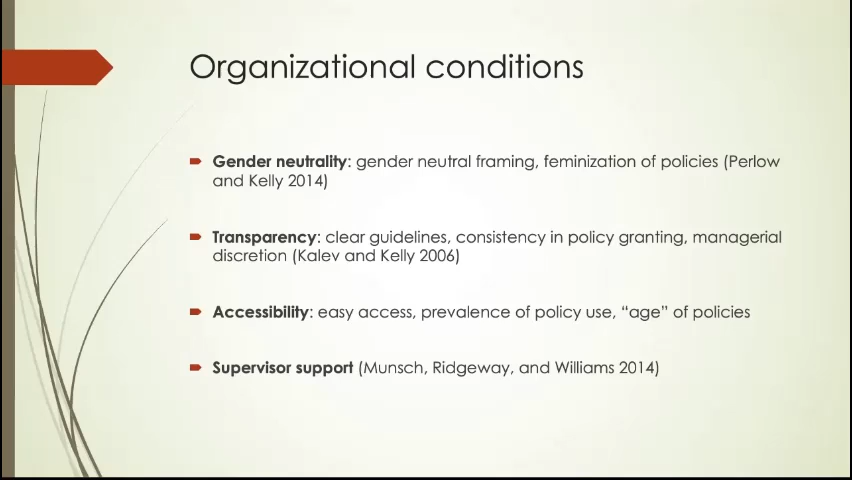 Organizational conditions
Gender neutrality: gender neutral framing, feminization of policies (Perlow
and Kelly 2014)
Transparency: clear guidelines, consistency in policy granting, managerial
discretion (Kalev and Kelly 2006)
Accessibility: easy access, prevalence of policy use, “age” of policies
Supervisor support (Munsch, Ridgeway, and Williams 2014)